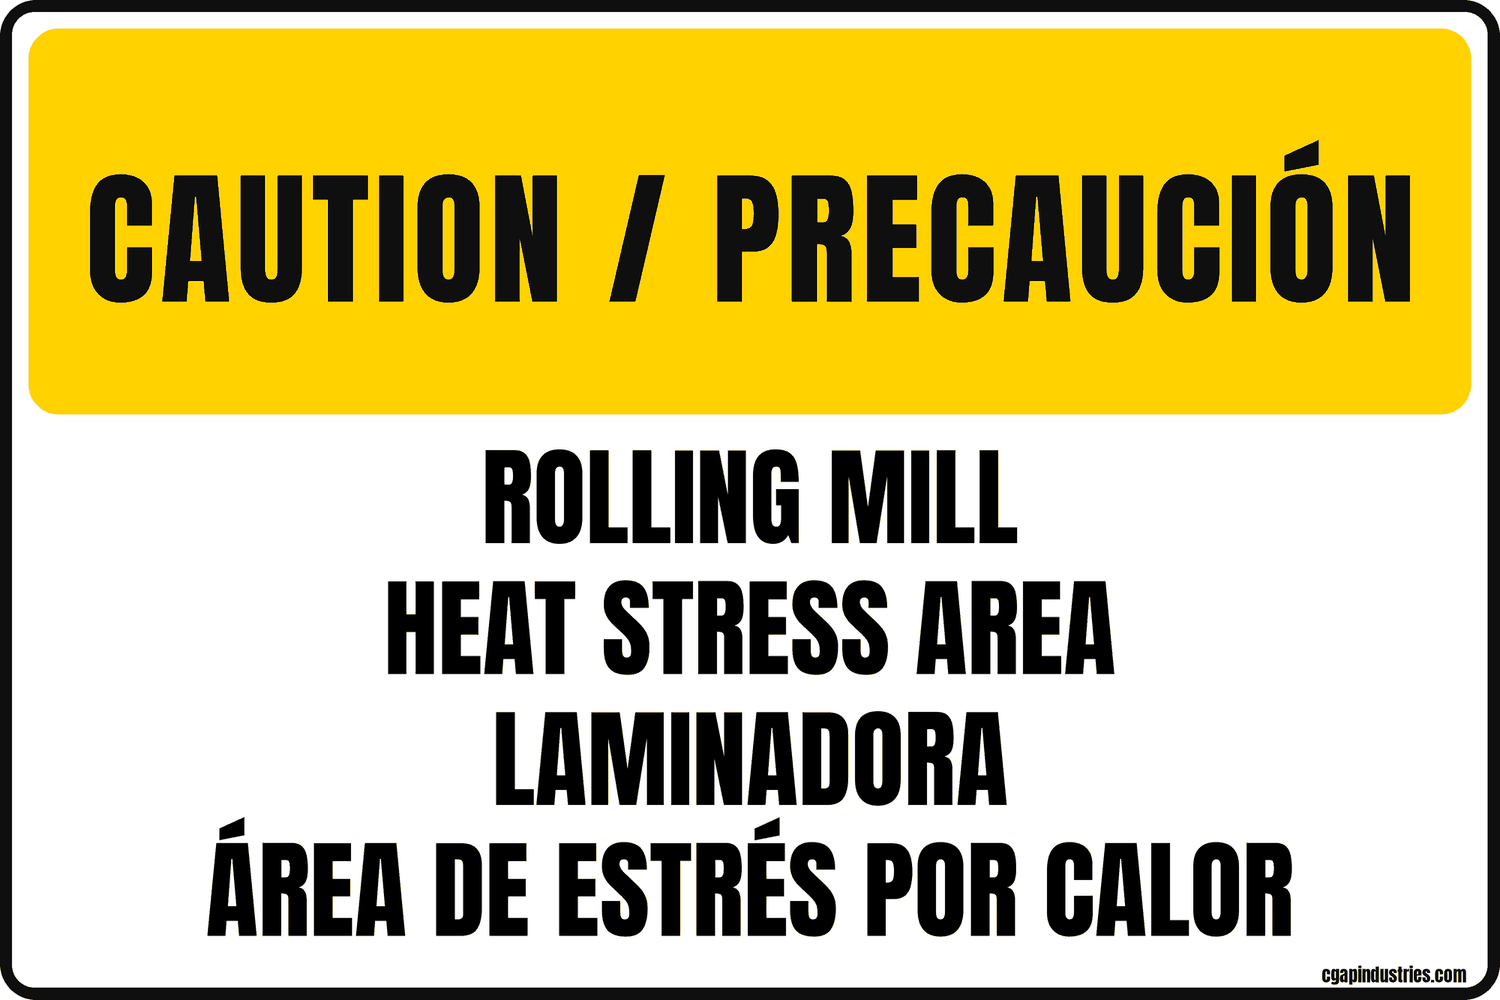 CAUTION / PRECAUCIÓN
ROLLING MILL
HEAT STRESS AREA
LAMINADORA
ÁREA DE ESTRÉS POR CALOR
cgapindustries.com